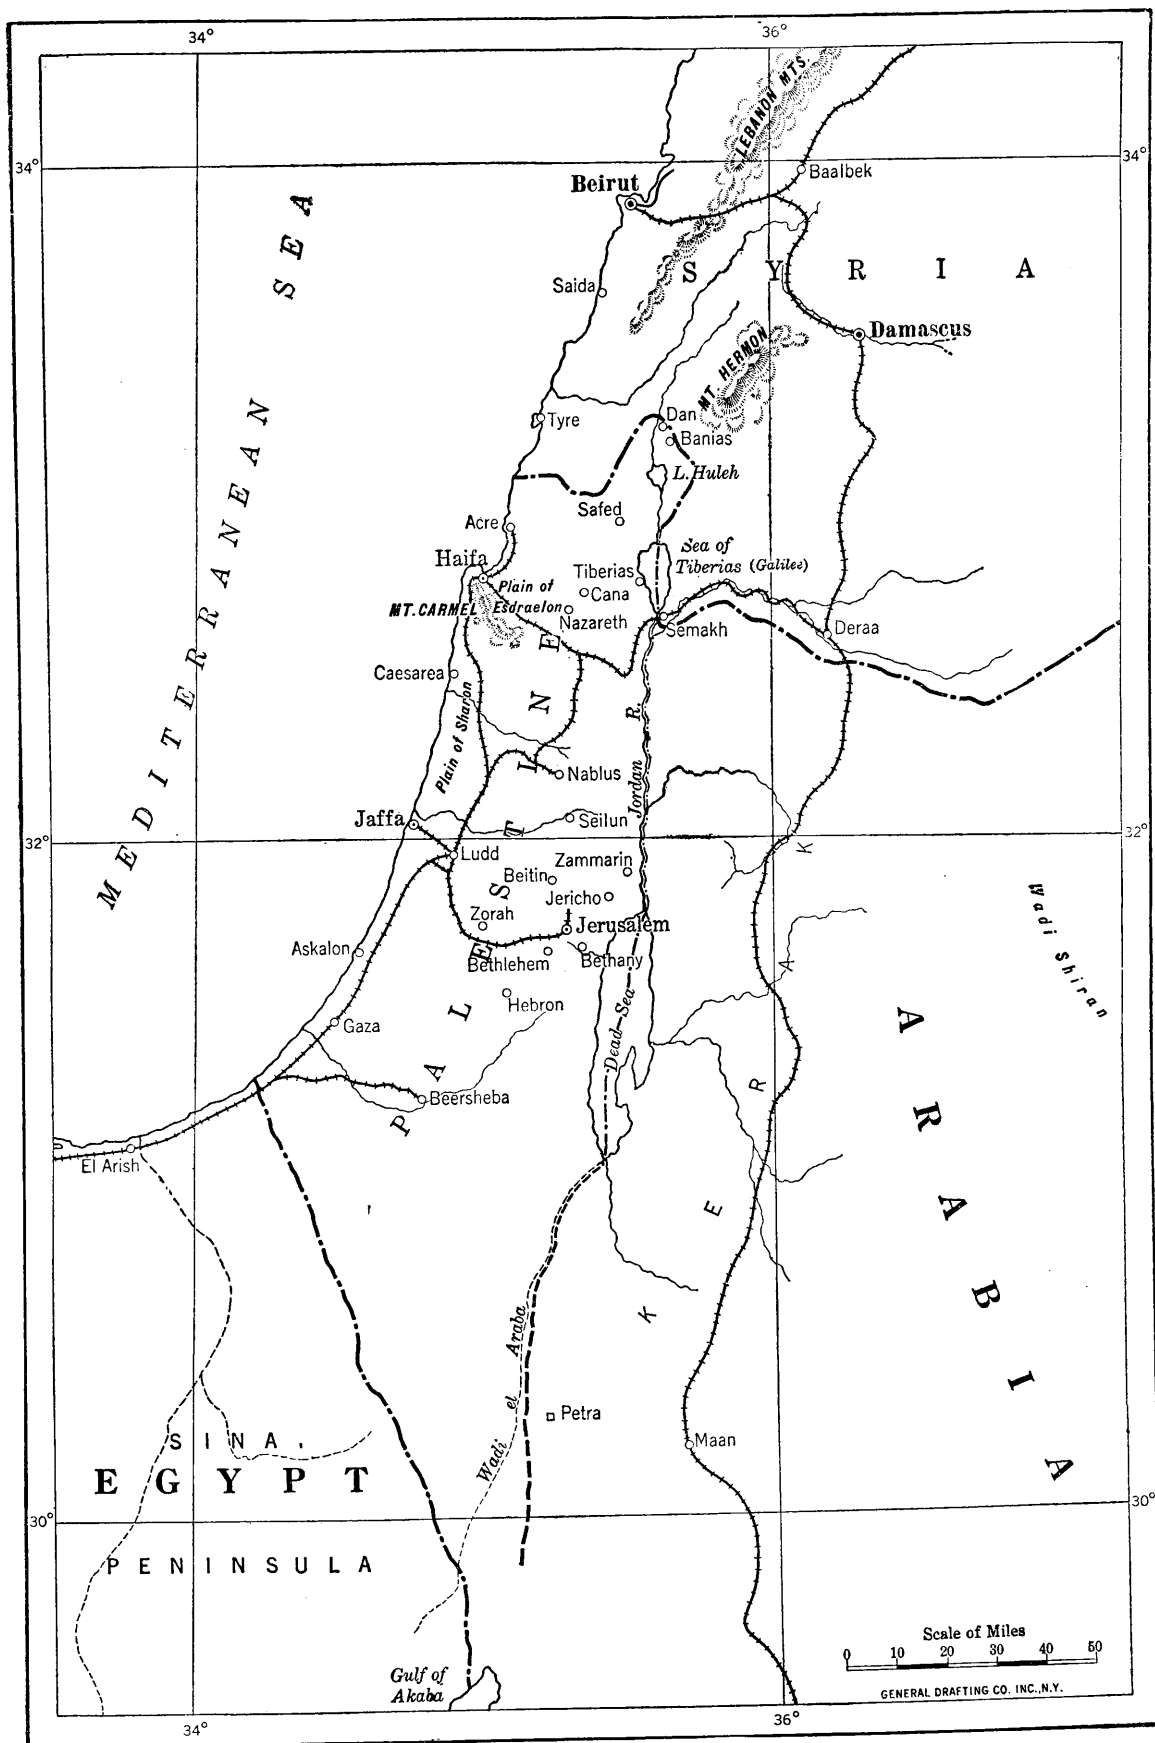 34°
36°
34°
34°
LEBANON MTS.
Baalbek
Beirut
MEDITERRANEAN SEA
SYRIA
Saida
Damascus
MT. HERMON
Tyre
Dan
Banias
L. Huleh
Safed
Acre
Haifa
Sea of
Tiberias (Galilee)
Tiberias
Plain of
Esdraelon
Cana
MT. CARMEL
Nazareth
Semakh
Deraa
Caesarea
Plain of Sharon
Jordan R.
Nablus
Jaffa
Seilun
32°
32°
Ludd
Zammarin
Beitin
Jericho
Zorah
Jerusalem
Askalon
Bethlehem
Bethany
Wadi Shiran
Hebron
Dead Sea
Gaza
PALESTINE
KERAK
ARABIA
Beersheba
El Arish
Wadi el Araba
Petra
Maan
SINA.
EGYPT
30°
30°
PENINSULA
Scale of Miles
0 10 20 30 40 50
Gulf of
Akaba
GENERAL DRAFTING CO. INC., N.Y.
34°
36°